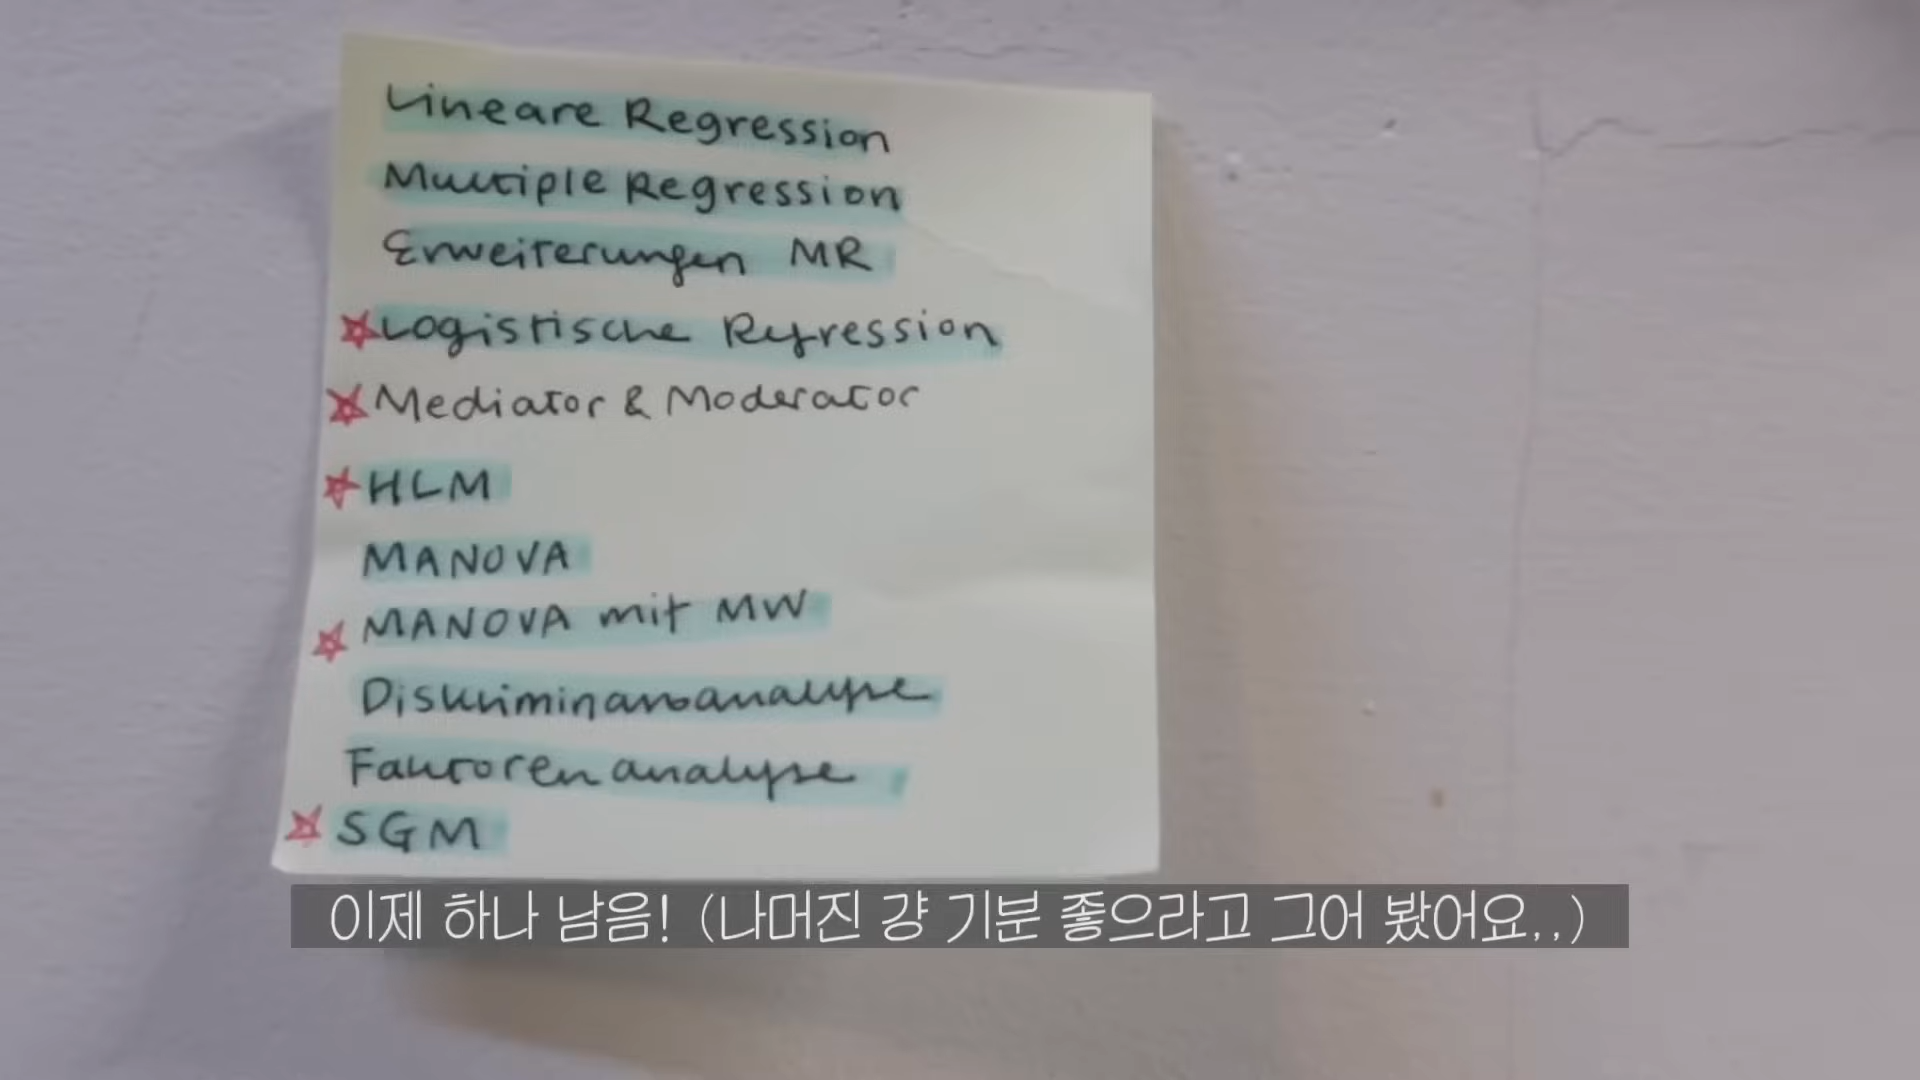 Lineare Regression
Multiple Regression
Erweiterungen MR
Logistische Regression
Mediator & Moderator
HLM
MANOVA
MANOVA mit MW
Diskriminanzanalyse
Faktorenanalyse
SGM
이제 하나 남음! (나머진 걍 기분 좋으라고 그어 봤어요..)